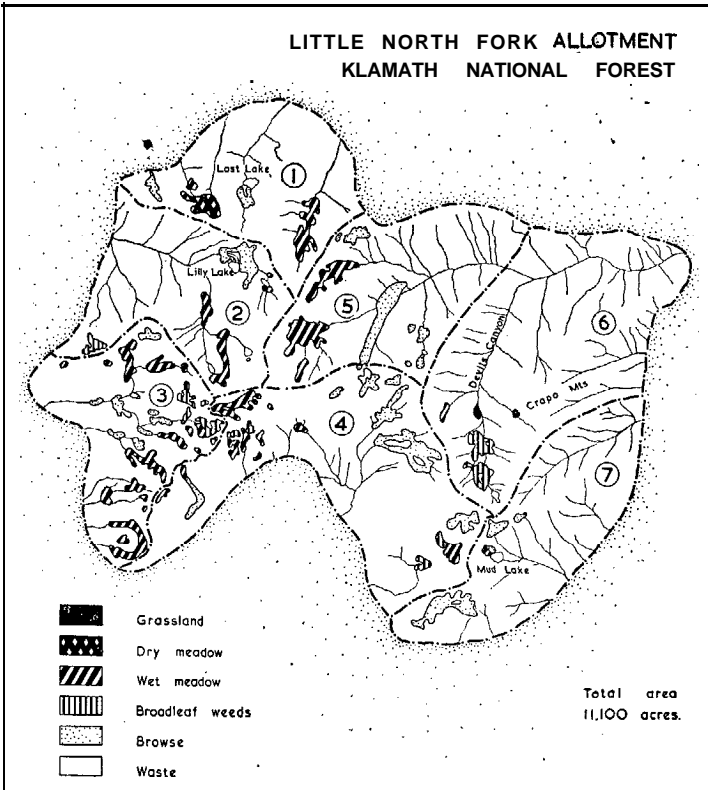 LITTLE NORTH FORK ALLOTMENT
KLAMATH NATIONAL FOREST
Lost Lake
1
Lilly Lake
2
5
6
Devils Canyon
Crapo Mts
3
4
7
Mud Lake
Grassland
Dry meadow
Wet meadow
Broadleaf weeds
Browse
Waste
Total area
11,100 acres.